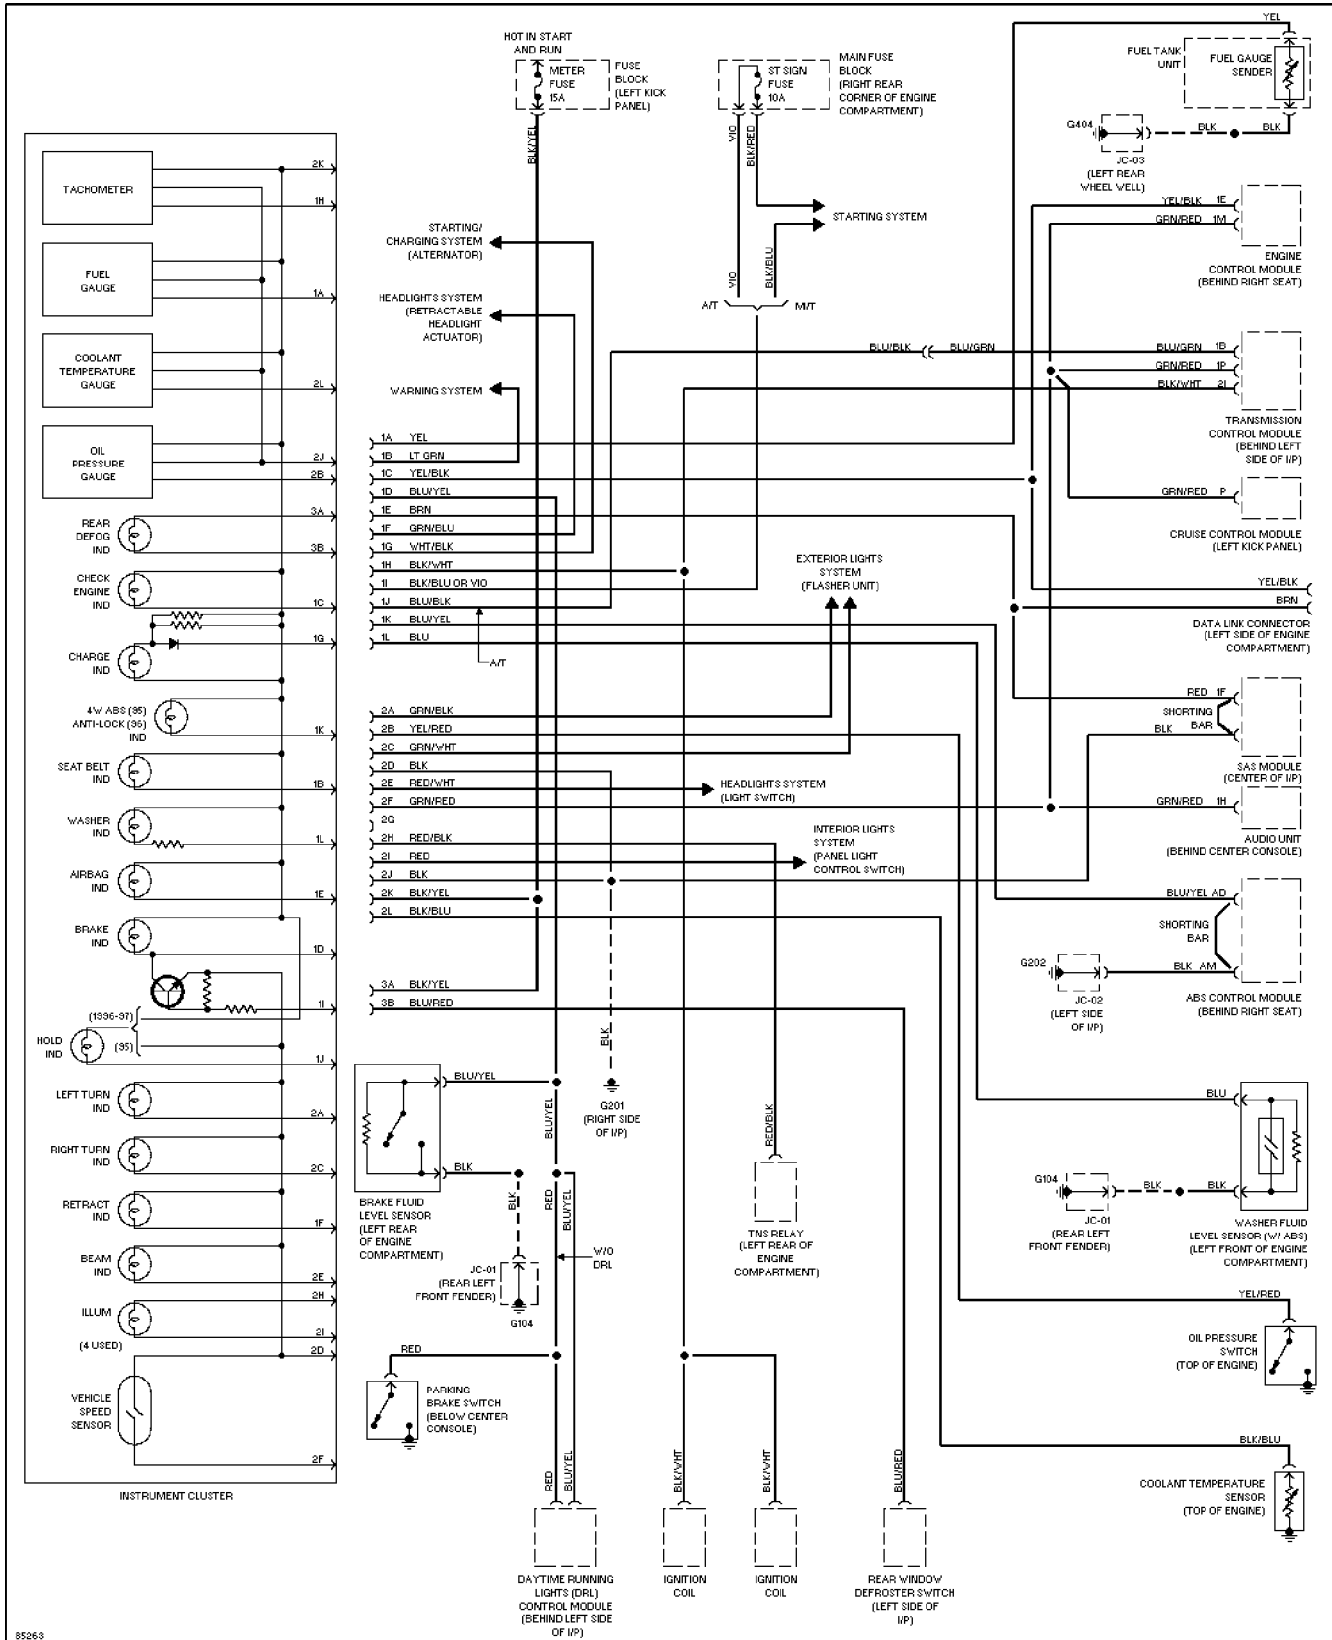 YEL
HOT IN START
AND RUN
METER
FUSE
15A
FUSE
BLOCK
(LEFT KICK
PANEL)
ST SIGN
FUSE
10A
MAIN FUSE
BLOCK
(RIGHT REAR
CORNER OF ENGINE
COMPARTMENT)
FUEL TANK
UNIT
FUEL GAUGE
SENDER
BLK/YEL
VIO
BLK/RED
G404
BLK
BLK
JC-03
(LEFT REAR
WHEEL WELL)
TACHOMETER
2K
1H
FUEL
GAUGE
1A
COOLANT
TEMPERATURE
GAUGE
2L
OIL
PRESSURE
GAUGE
2J
2B
REAR
DEFOG
IND
3A
3B
CHECK
ENGINE
IND
1C
1G
CHARGE
IND
4W ABS (95)
ANTI-LOCK (96)
IND
1K
SEAT BELT
IND
1B
WASHER
IND
1L
AIRBAG
IND
1E
BRAKE
IND
1D
1I
(1996-97)
HOLD
IND
(95)
1J
LEFT TURN
IND
2A
RIGHT TURN
IND
2C
RETRACT
IND
1F
BEAM
IND
2E
2H
ILLUM
(4 USED)
2I
2D
VEHICLE
SPEED
SENSOR
2F
INSTRUMENT CLUSTER
STARTING/
CHARGING SYSTEM
(ALTERNATOR)
HEADLIGHTS SYSTEM
(RETRACTABLE
HEADLIGHT
ACTUATOR)
WARNING SYSTEM
STARTING SYSTEM
VIO
BLK/BLU
A/T
M/T
YEL/BLK 1E
GRN/RED 1M
ENGINE
CONTROL MODULE
(BEHIND RIGHT SEAT)
BLU/BLK
BLU/GRN
BLU/GRN 1B
GRN/RED 1P
BLK/WHT 2I
TRANSMISSION
CONTROL MODULE
(BEHIND LEFT
SIDE OF I/P)
GRN/RED P
CRUISE CONTROL MODULE
(LEFT KICK PANEL)
1A YEL
1B LT GRN
1C YEL/BLK
1D BLU/YEL
1E BRN
1F GRN/BLU
1G WHT/BLK
1H BLK/WHT
1I BLK/BLU OR VIO
1J BLU/BLK
1K BLU/YEL
1L BLU
A/T
EXTERIOR LIGHTS
SYSTEM
(FLASHER UNIT)
YEL/BLK
BRN
DATA LINK CONNECTOR
(LEFT SIDE OF ENGINE
COMPARTMENT)
2A GRN/BLK
2B YEL/RED
2C GRN/WHT
2D BLK
2E RED/WHT
2F GRN/RED
2G
2H RED/BLK
2I RED
2J BLK
2K BLK/YEL
2L BLK/BLU
3A BLK/YEL
3B BLU/RED
HEADLIGHTS SYSTEM
(LIGHT SWITCH)
INTERIOR LIGHTS
SYSTEM
(PANEL LIGHT
CONTROL SWITCH)
RED 1F
SHORTING
BAR
BLK
SAS MODULE
(CENTER OF I/P)
GRN/RED 1H
AUDIO UNIT
(BEHIND CENTER CONSOLE)
BLU/YEL AD
SHORTING
BAR
G202
BLK AM
JC-02
(LEFT SIDE
OF I/P)
ABS CONTROL MODULE
(BEHIND RIGHT SEAT)
BLK
G201
(RIGHT SIDE
OF I/P)
BLU/YEL
BLU/YEL
BLK
BLK
RED
BLU/YEL
BRAKE FLUID
LEVEL SENSOR
(LEFT REAR
OF ENGINE
COMPARTMENT)
W/O
DRL
JC-01
(REAR LEFT
FRONT FENDER)
G104
RED/BLK
TNS RELAY
(LEFT REAR OF
ENGINE
COMPARTMENT)
BLU
G104
BLK
BLK
JC-01
(REAR LEFT
FRONT FENDER)
WASHER FLUID
LEVEL SENSOR (W/ ABS)
(LEFT FRONT OF ENGINE
COMPARTMENT)
YEL/RED
OIL PRESSURE
SWITCH
(TOP OF ENGINE)
RED
PARKING
BRAKE SWITCH
(BELOW CENTER
CONSOLE)
RED
BLU/YEL
BLK/WHT
BLK/WHT
BLU/RED
BLK/BLU
COOLANT TEMPERATURE
SENSOR
(TOP OF ENGINE)
DAYTIME RUNNING
LIGHTS (DRL)
CONTROL MODULE
(BEHIND LEFT SIDE
OF I/P)
IGNITION
COIL
IGNITION
COIL
REAR WINDOW
DEFROSTER SWITCH
(LEFT SIDE OF
I/P)
85263